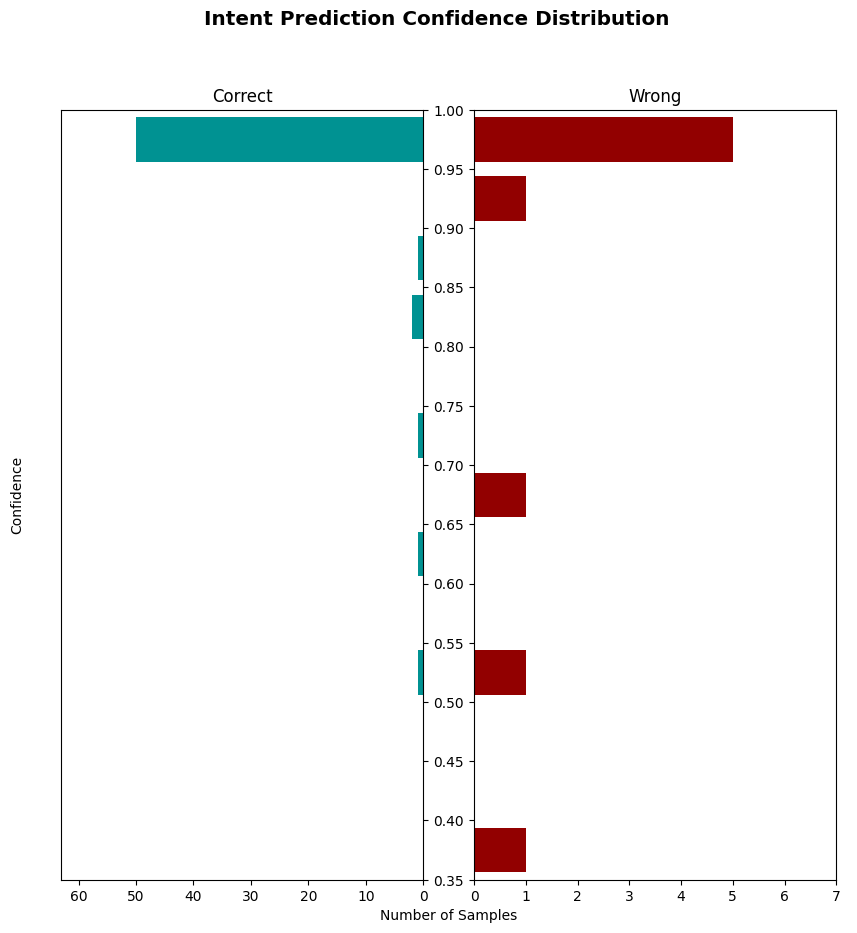 Intent Prediction Confidence Distribution
Correct
Wrong
1.00
0.95
0.90
0.85
0.80
0.75
0.70
0.65
0.60
0.55
0.50
0.45
0.40
0.35
Confidence
60 50 40 30 20 10 0
0 1 2 3 4 5 6 7
Number of Samples